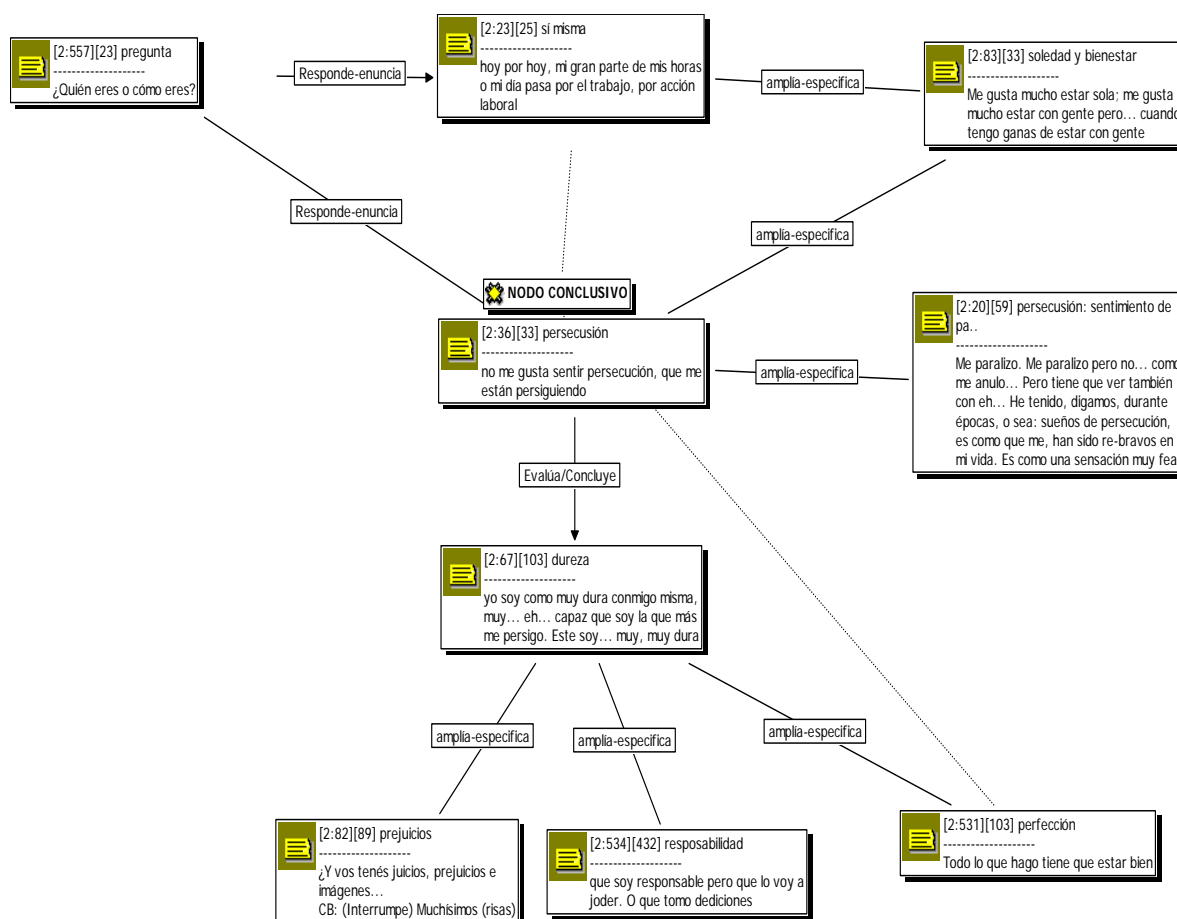 [2:557][23] pregunta
--------------------
¿Quién eres o cómo eres?
Responde-enuncia
[2:23][25] sí misma
--------------------
hoy por hoy, mi gran parte de mis horas
o mi día pasa por el trabajo, por acción
laboral
amplía-especifica
[2:83][33] soledad y bienestar
--------------------
Me gusta mucho estar sola; me gusta
mucho estar con gente pero... cuando
tengo ganas de estar con gente
Responde-enuncia
amplía-especifica
NODO CONCLUSIVO
[2:36][33] persecusión
--------------------
no me gusta sentir persecución, que me
están persiguiendo
amplía-especifica
[2:20][59] persecusión: sentimiento de
pa..
--------------------
Me paralizo. Me paralizo pero no... como
me anulo... Pero tiene que ver también
con eh... He tenido, digamos, durante
épocas, o sea: sueños de persecución,
es como que me, han sido re-bravos en
mi vida. Es como una sensación muy fea
Evalúa/Concluye
[2:67][103] dureza
--------------------
yo soy como muy dura conmigo misma,
muy... eh... capaz que soy la que más
me persigo. Este soy... muy, muy dura
amplía-especifica
amplía-especifica
amplía-especifica
[2:82][89] prejuicios
--------------------
¿Y vos tenés juicios, prejuicios e
imágenes...
CB: (Interrumpe) Muchísimos (risas)
[2:534][432] resposabilidad
--------------------
que soy responsable pero que lo voy a
joder. O que tomo dediciones
[2:531][103] perfección
--------------------
Todo lo que hago tiene que estar bien